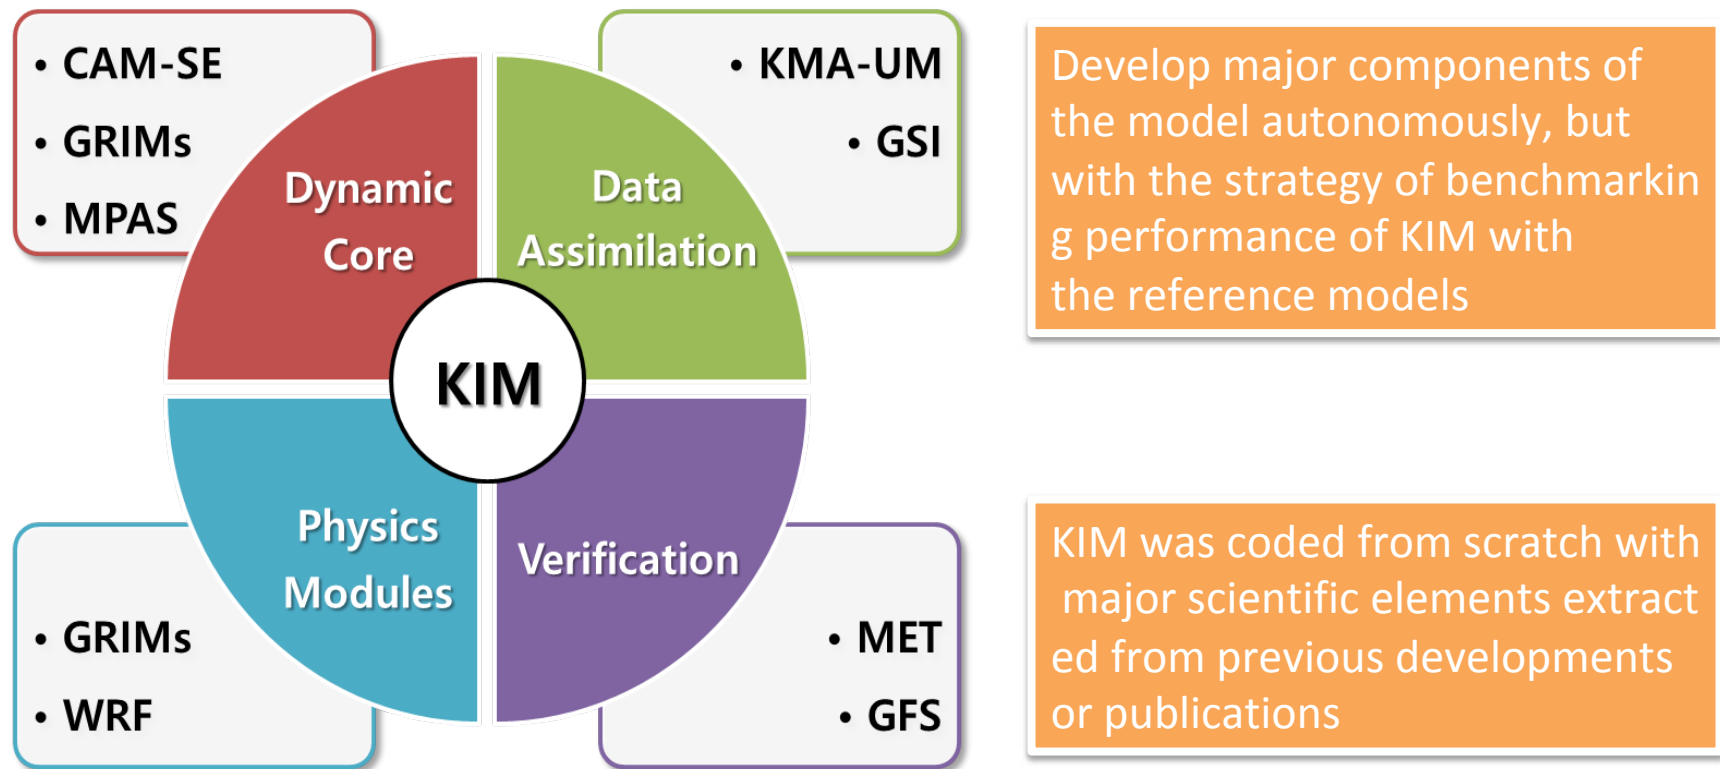 • CAM-SE
• GRIMs
• MPAS
Dynamic
Core
• KMA-UM
• GSI
Data
Assimilation
KIM
Physics
Modules
• GRIMs
• WRF
Verification
• MET
• GFS
Develop major components of
the model autonomously, but
with the strategy of benchmarkin
g performance of KIM with
the reference models
KIM was coded from scratch with
major scientific elements extract
ed from previous developments
or publications